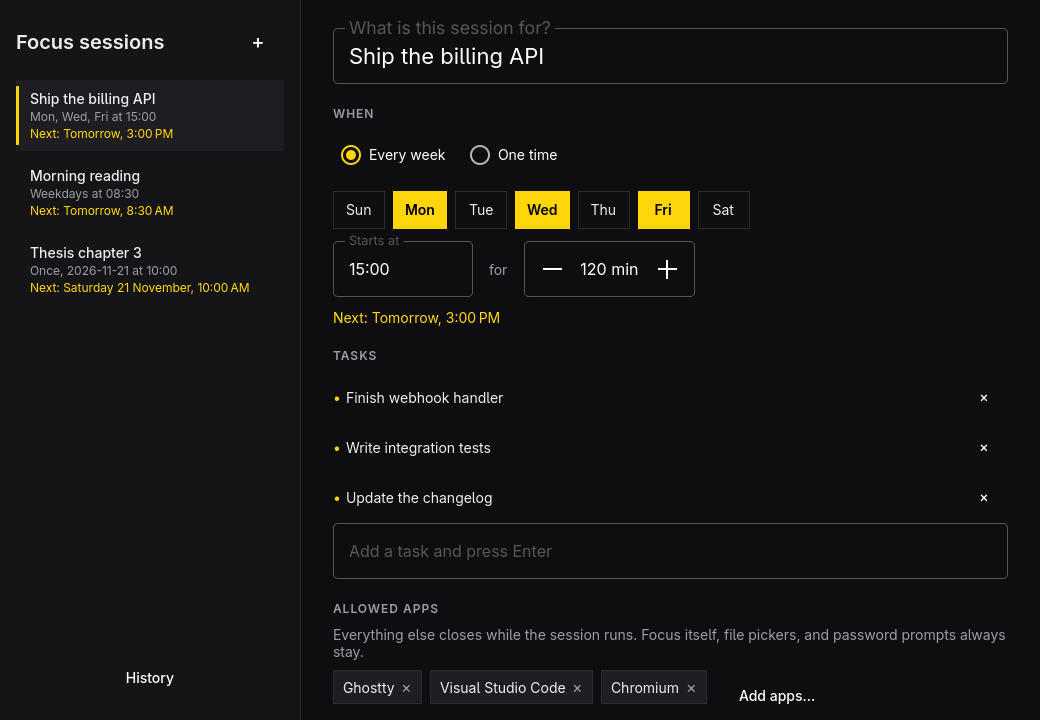 Focus sessions
+
Ship the billing API
Mon, Wed, Fri at 15:00
Next: Tomorrow, 3:00 PM
Morning reading
Weekdays at 08:30
Next: Tomorrow, 8:30 AM
Thesis chapter 3
Once, 2026-11-21 at 10:00
Next: Saturday 21 November, 10:00 AM
History
What is this session for?
Ship the billing API
WHEN
Every week One time
Sun Mon Tue Wed Thu Fri Sat
Starts at
15:00 for — 120 min +
Next: Tomorrow, 3:00 PM
TASKS
• Finish webhook handler ×
• Write integration tests ×
• Update the changelog ×
Add a task and press Enter
ALLOWED APPS
Everything else closes while the session runs. Focus itself, file pickers, and password prompts always
stay.
Ghostty × Visual Studio Code × Chromium × Add apps...